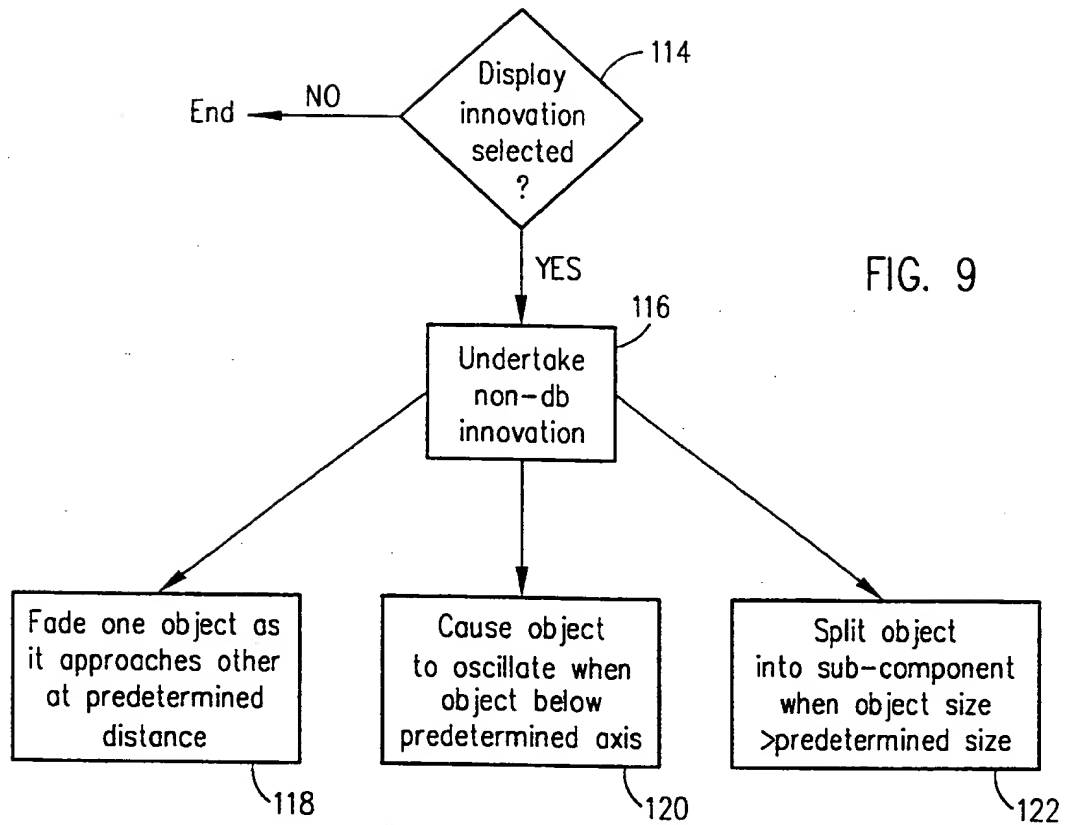 114
Display
innovation
selected
?
NO
End
YES
FIG. 9
116
Undertake
non-db
innovation
Fade one object as
it approaches other
at predetermined
distance
118
Cause object
to oscillate when
object below
predetermined axis
120
Split object
into sub-component
when object size
>predetermined size
122